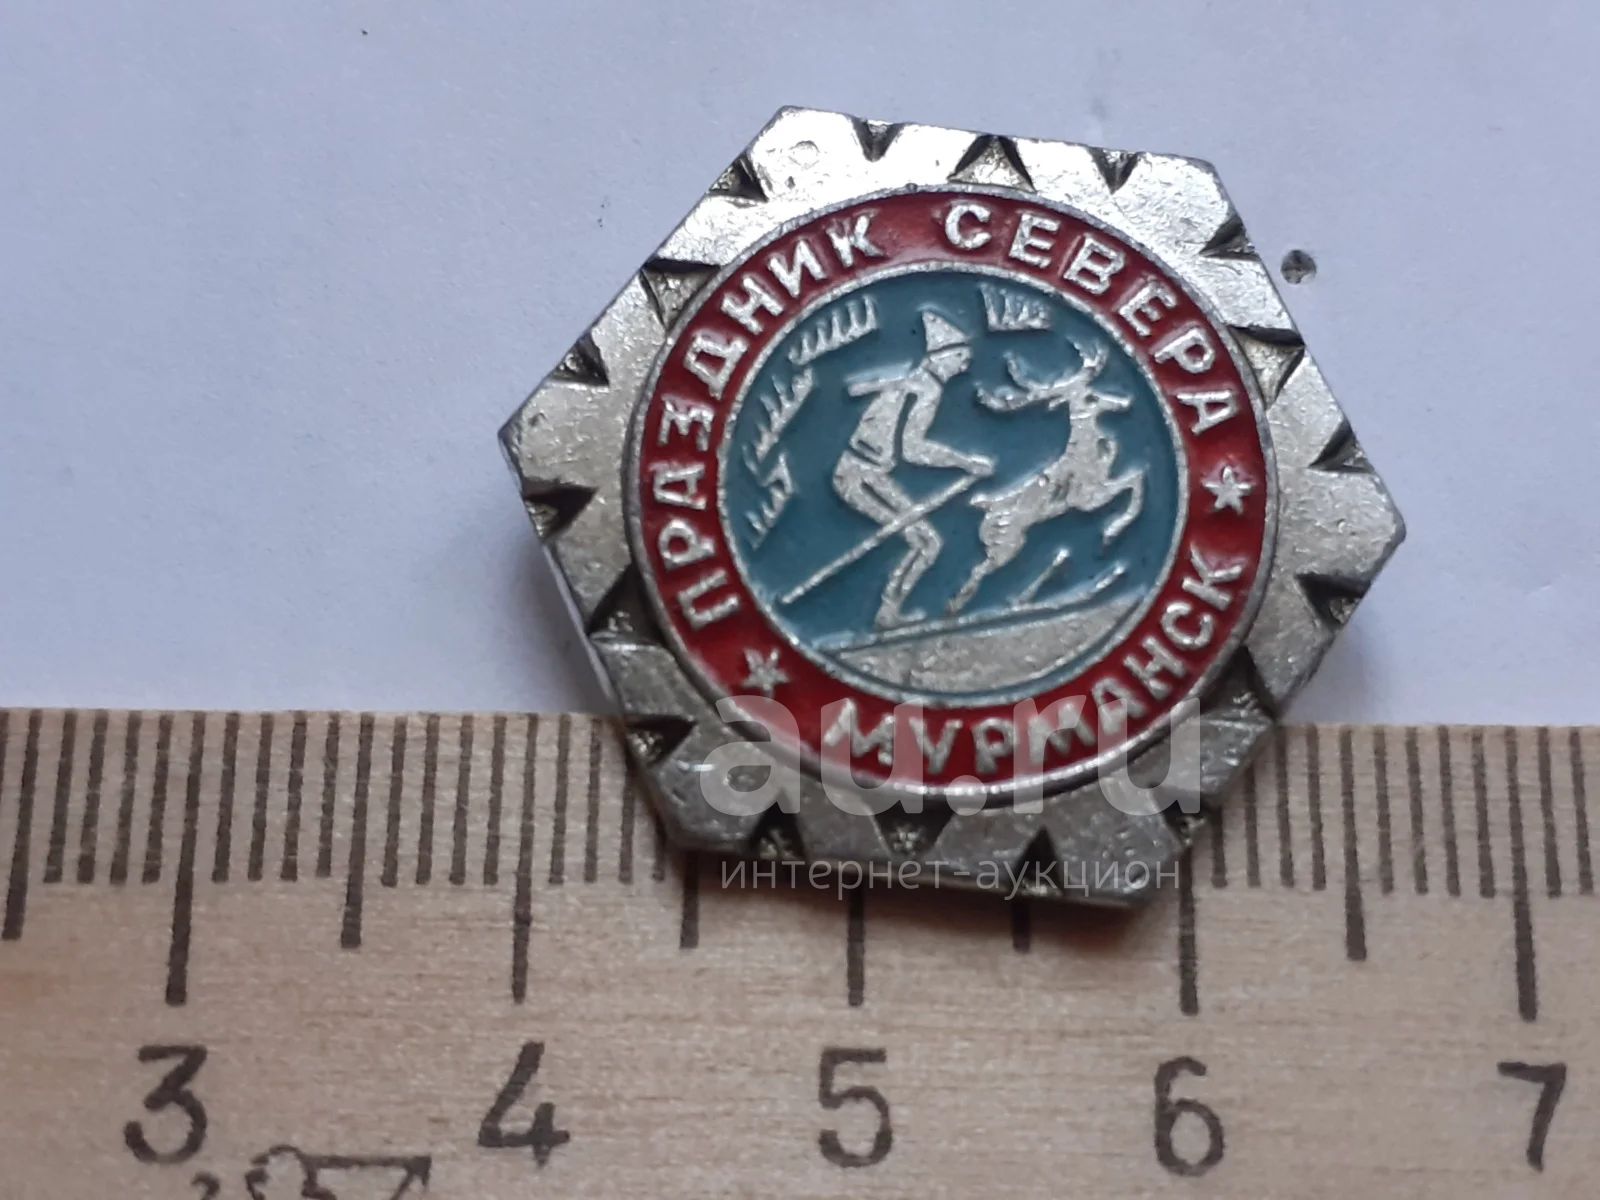 ПРАЗДНИК СЕВЕРА
МУРМАНСК
au.ru
интернет-аукцион
3 4 5 6 7